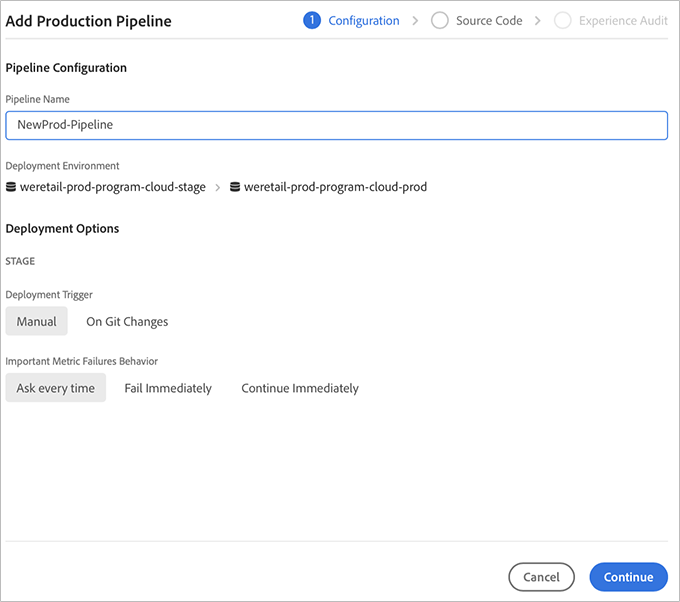 Add Production Pipeline
1 Configuration > Source Code > Experience Audit
Pipeline Configuration
Pipeline Name
NewProd-Pipeline
Deployment Environment
weretail-prod-program-cloud-stage > weretail-prod-program-cloud-prod
Deployment Options
STAGE
Deployment Trigger
Manual On Git Changes
Important Metric Failures Behavior
Ask every time Fail Immediately Continue Immediately
Cancel Continue